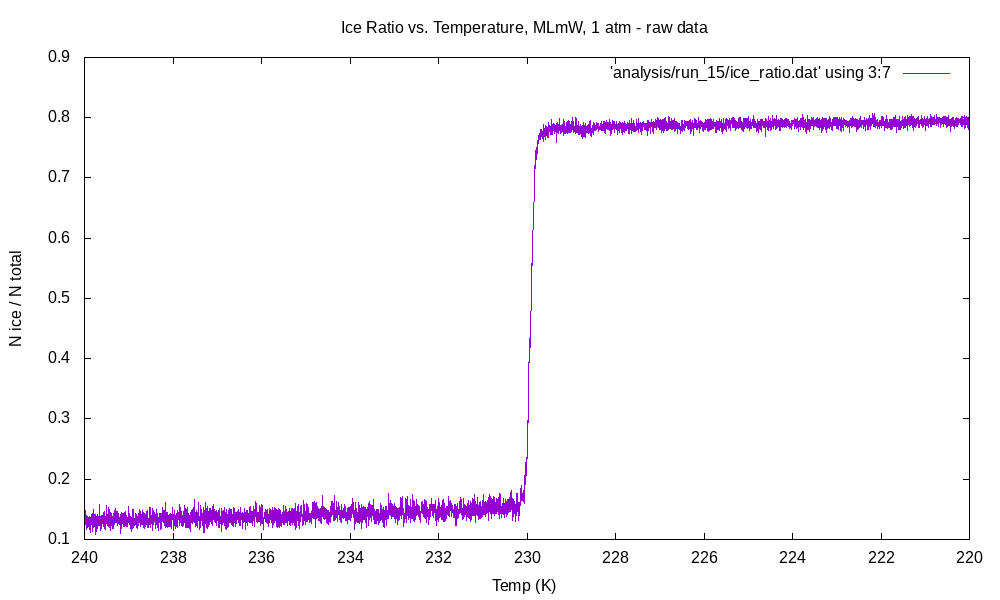 Ice Ratio vs. Temperature, MLmW, 1 atm - raw data
'analysis/run_15/ice_ratio.dat' using 3:7
N ice / N total
0.9
0.8
0.7
0.6
0.5
0.4
0.3
0.2
0.1
240 238 236 234 232 230 228 226 224 222 220
Temp (K)